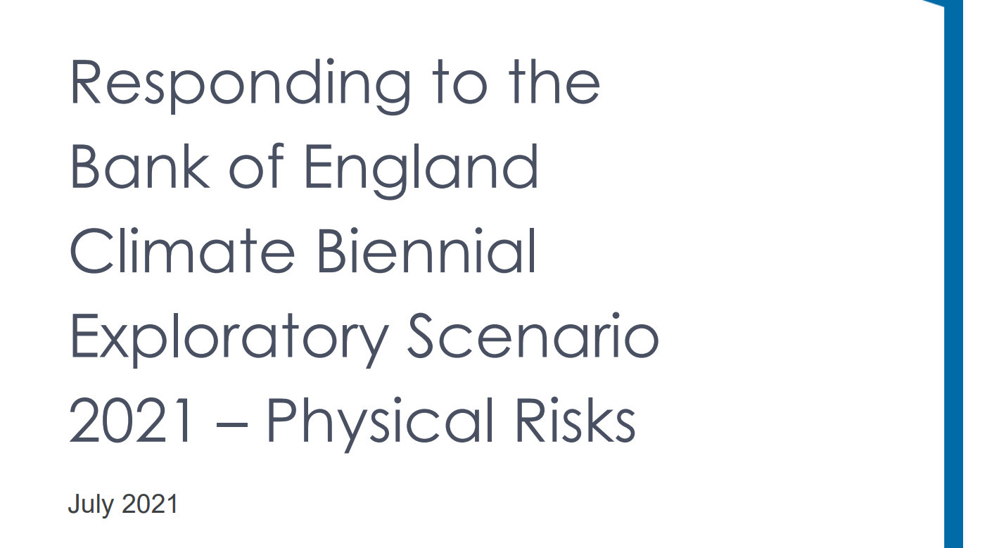 Responding to the
Bank of England
Climate Biennial
Exploratory Scenario
2021 – Physical Risks
July 2021